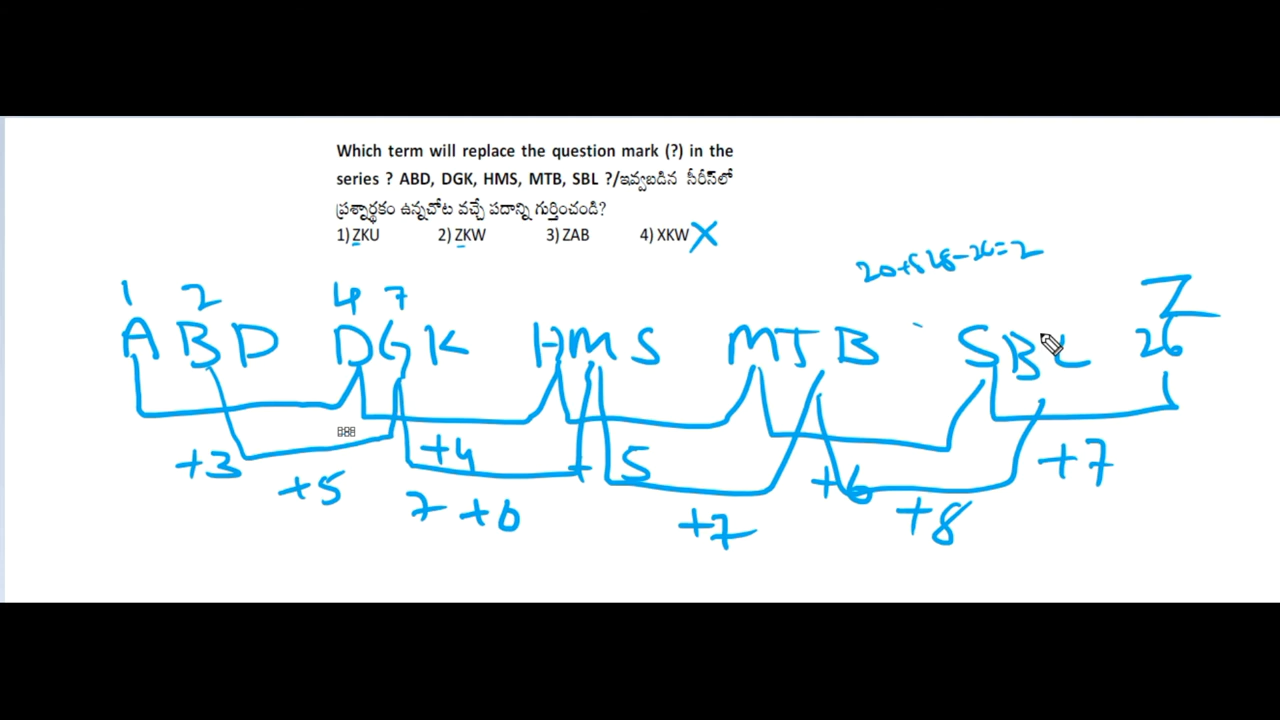 Which term will replace the question mark (?) in the
series ? ABD, DGK, HMS, MTB, SBL ?/ఇవ్వబడిన సిరీస్‌లో
ప్రశ్నార్థకం ఉన్నచోట వచ్చే పదాన్ని గుర్తించండి?
1) ZKU 2) ZKW 3) ZAB 4) XKW X
20+8 28-26=2
1 2 4 7 Z
A B D D G K H M S M T B S B L 26
+3 +5 +4 +5 +6 +7
7 +6 +7 +8